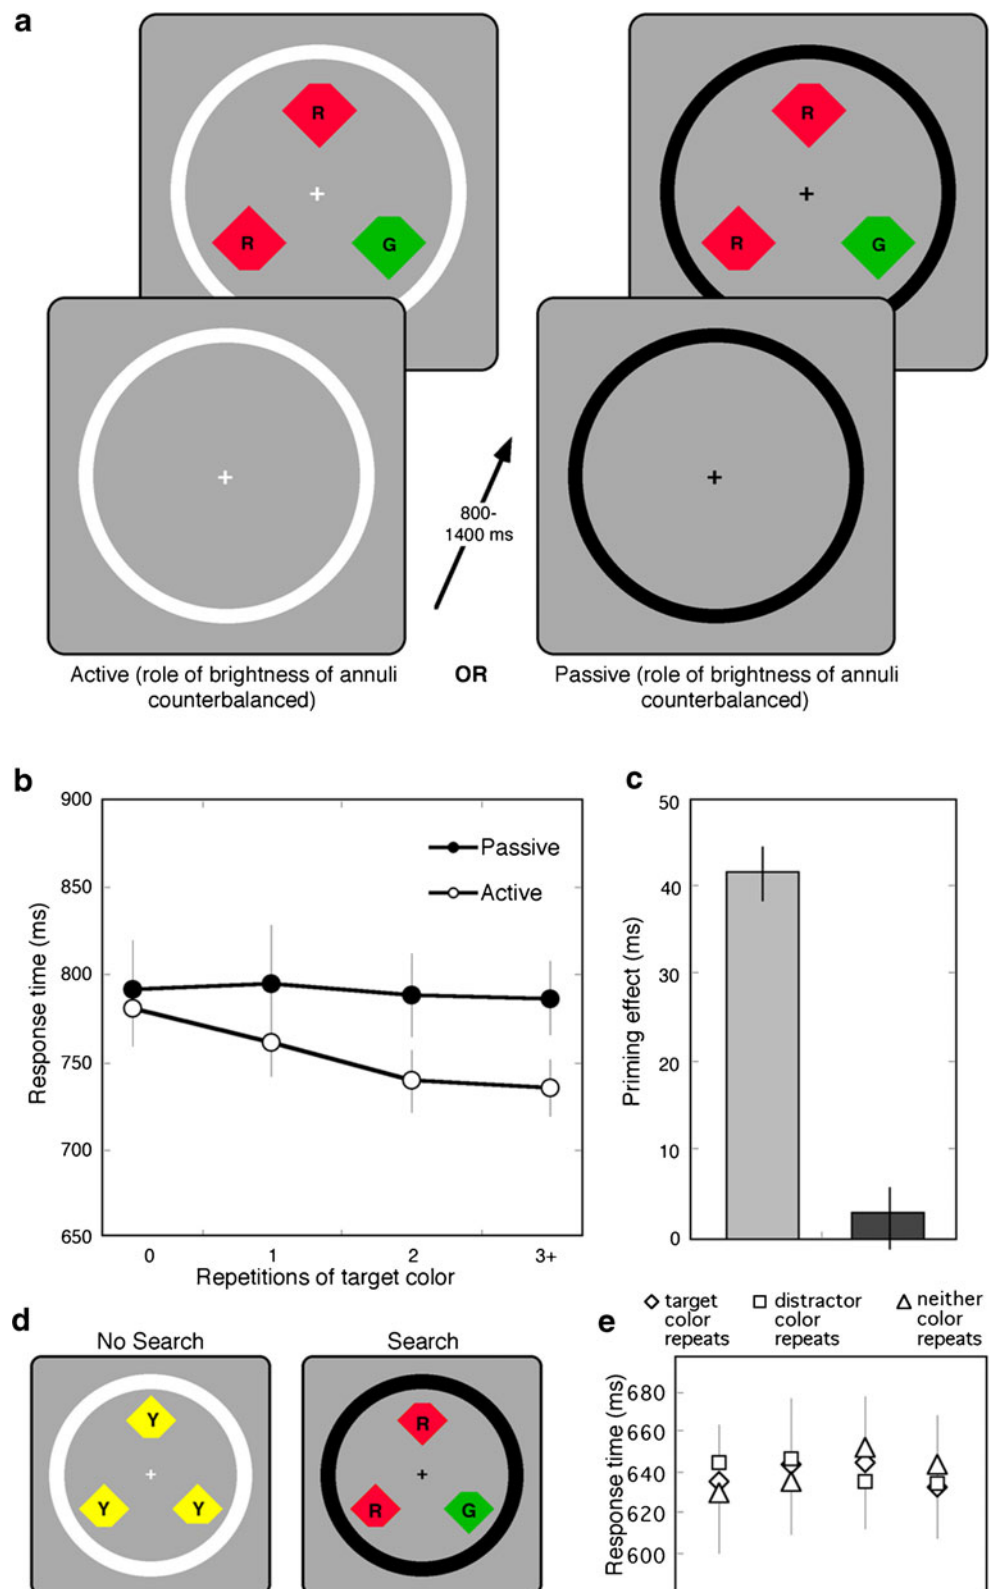 a
R
R
G
R
R
G
800-
1400 ms
Active (role of brightness of annuli
counterbalanced)
OR
Passive (role of brightness of annuli
counterbalanced)
b
900
850
800
750
700
650
Response time (ms)
Passive
Active
0 1 2 3+
Repetitions of target color
c
50
40
30
20
10
0
Priming effect (ms)
d
No Search
Y
Y
Y
Search
R
R
G
e
target
color
repeats
distractor
color
repeats
neither
color
repeats
Response time (ms)
680
660
640
620
600